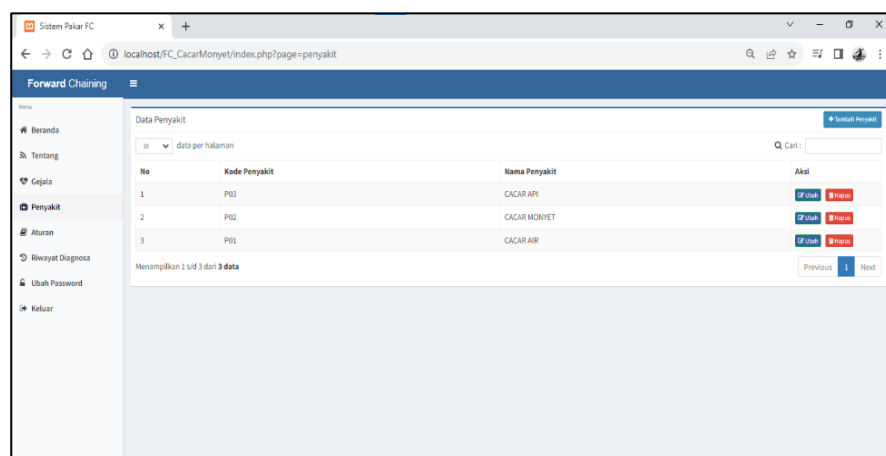 Sistem Pakar FC
localhost/FC_CacarMonyet/index.php?page=penyakit
Forward Chaining
Menu
Beranda
Tentang
Gejala
Penyakit
Aturan
Riwayat Diagnosa
Ubah Password
Keluar
Data Penyakit
Tambah Penyakit
10 data per halaman
Cari :
No Kode Penyakit Nama Penyakit Aksi
1 P03 CACAR API Ubah Hapus
2 P02 CACAR MONYET Ubah Hapus
3 P01 CACAR AIR Ubah Hapus
Menampilkan 1 s/d 3 dari 3 data
Previous 1 Next